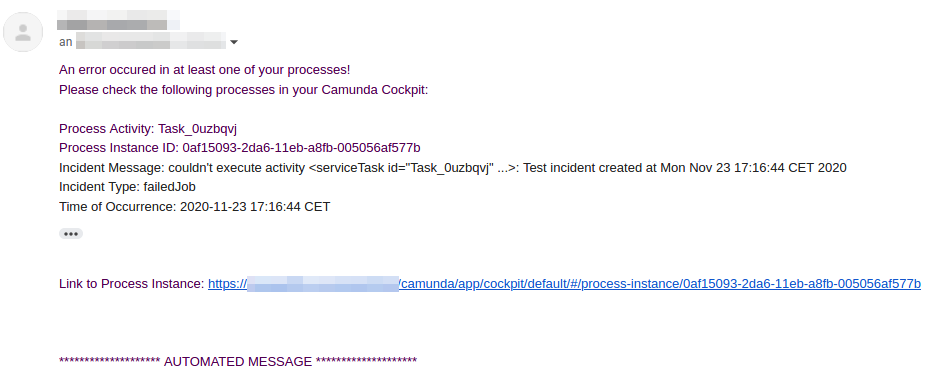 an
An error occured in at least one of your processes!
Please check the following processes in your Camunda Cockpit:
Process Activity: Task_0uzbqvj
Process Instance ID: 0af15093-2da6-11eb-a8fb-005056af577b
Incident Message: couldn't execute activity <serviceTask id="Task_0uzbqvj" ...>: Test incident created at Mon Nov 23 17:16:44 CET 2020
Incident Type: failedJob
Time of Occurrence: 2020-11-23 17:16:44 CET
Link to Process Instance: https:///camunda/app/cockpit/default/#/process-instance/0af15093-2da6-11eb-a8fb-005056af577b
******************** AUTOMATED MESSAGE ********************